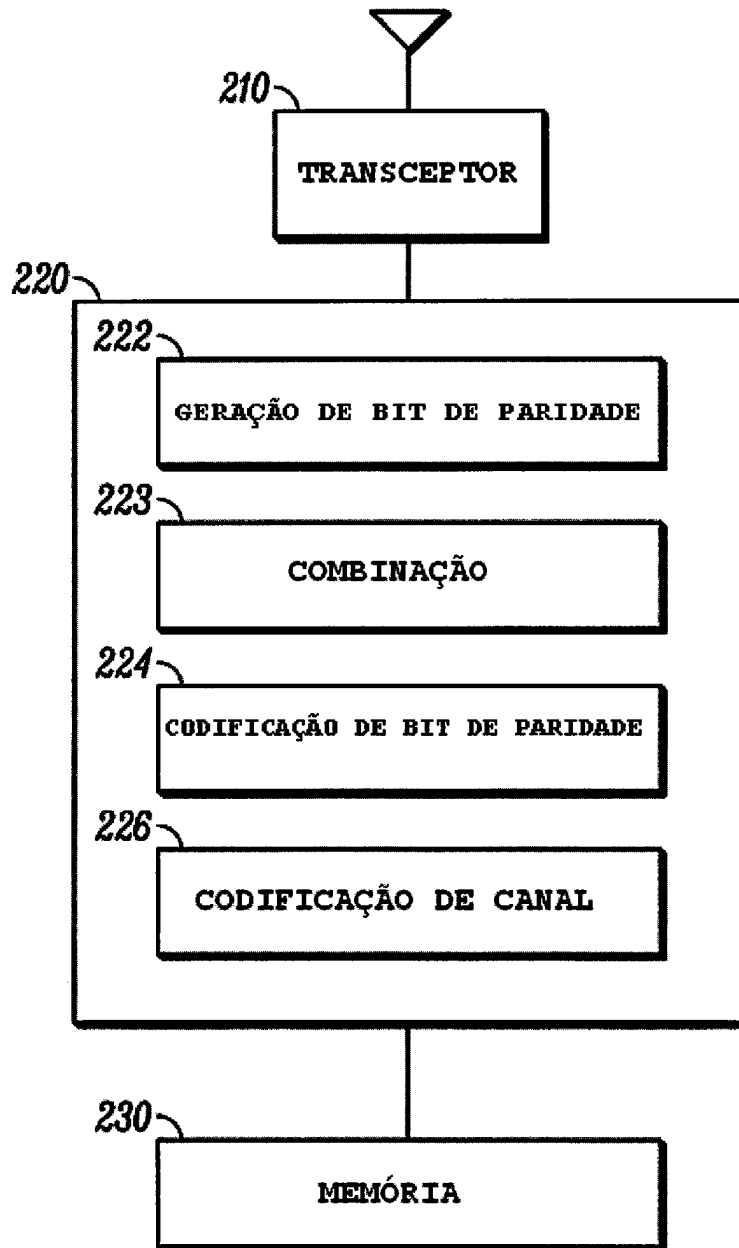 210
TRANSCEPTOR
220
222
GERAÇÃO DE BIT DE PARIDADE
223
COMBINAÇÃO
224
CODIFICAÇÃO DE BIT DE PARIDADE
226
CODIFICAÇÃO DE CANAL
230
MEMÓRIA